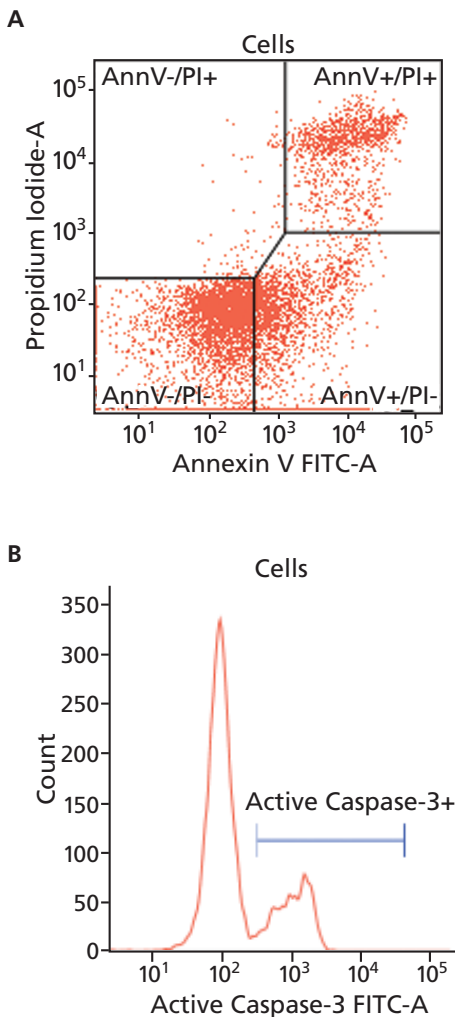 A
Cells
AnnV-/PI+ AnnV+/PI+
10⁵
10⁴
10³
10²
10¹
Propidium Iodide-A
AnnV-/PI- AnnV+/PI-
10¹ 10² 10³ 10⁴ 10⁵
Annexin V FITC-A
B
Cells
350
300
250
200
150
100
50
0
Count
Active Caspase-3+
10¹ 10² 10³ 10⁴ 10⁵
Active Caspase-3 FITC-A